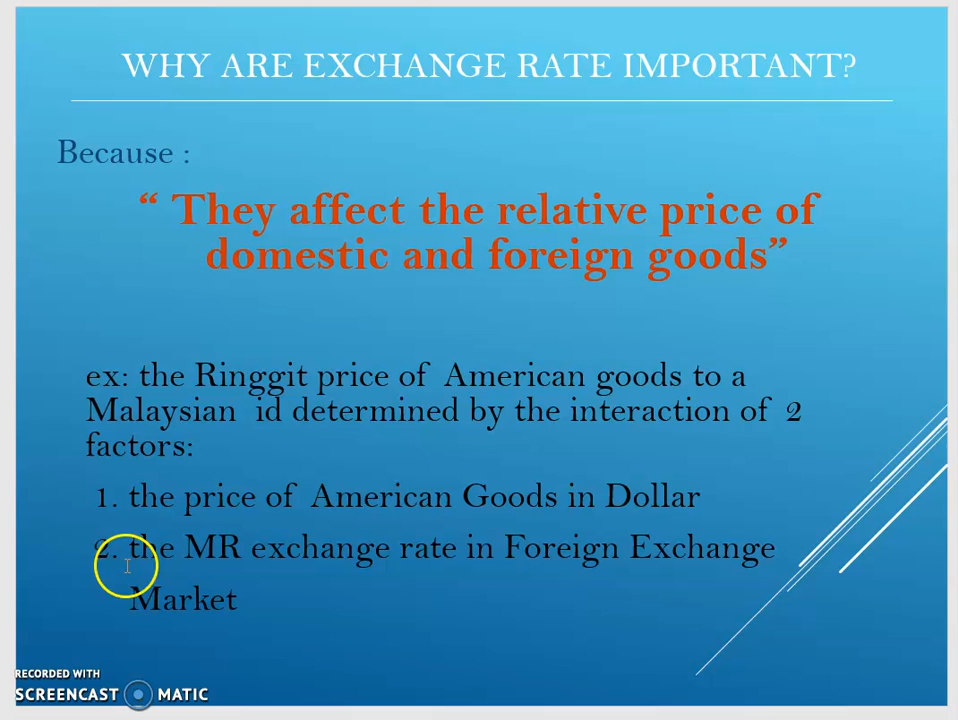 WHY ARE EXCHANGE RATE IMPORTANT?
Because :
“ They affect the relative price of
domestic and foreign goods”
ex: the Ringgit price of American goods to a
Malaysian id determined by the interaction of 2
factors:
1. the price of American Goods in Dollar
2. the MR exchange rate in Foreign Exchange
Market
RECORDED WITH
SCREENCAST MATIC